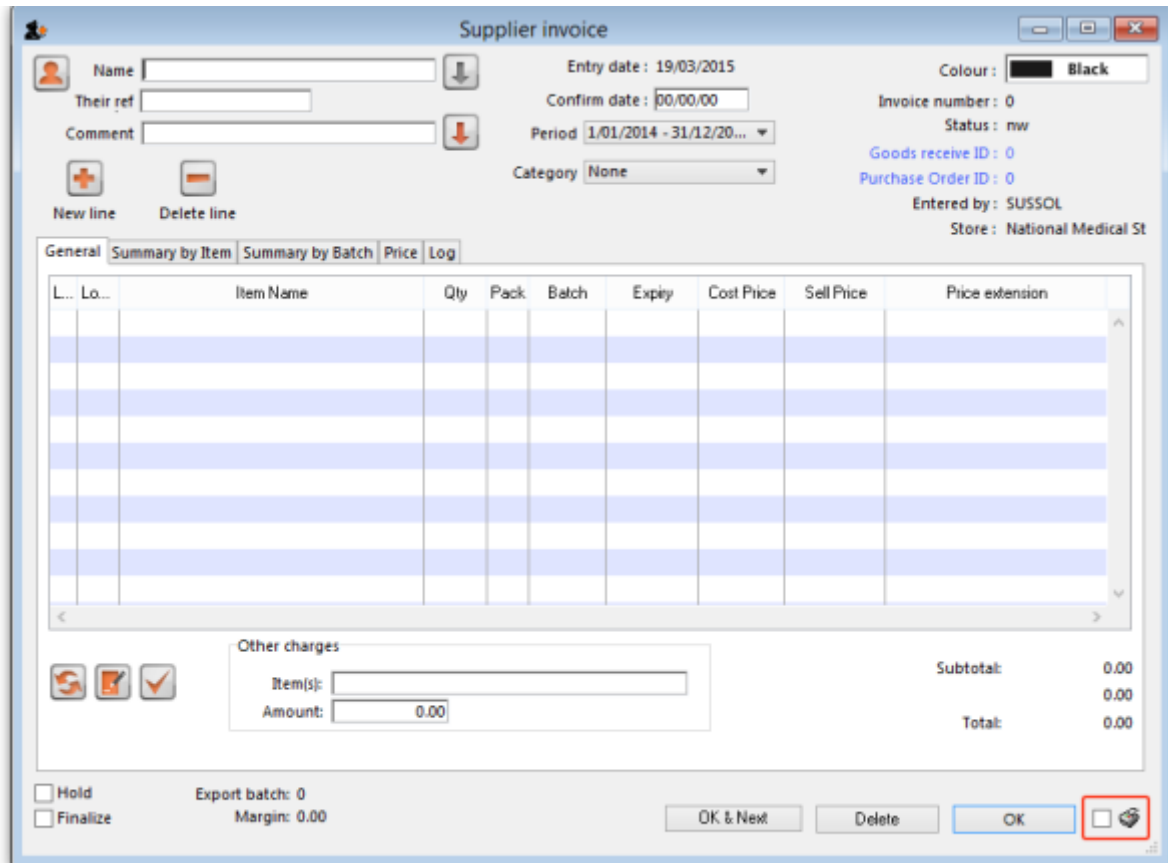 Supplier invoice
Name
Entry date : 19/03/2015
Colour : Black
Their ref
Confirm date : 00/00/00
Invoice number : 0
Comment
Period 1/01/2014 - 31/12/20...
Status : nw
Goods receive ID : 0
Category None
Purchase Order ID : 0
New line
Delete line
Entered by : SUSSOL
Store : National Medical St
General Summary by Item Summary by Batch Price Log
L... Lo... Item Name Qty Pack Batch Expiry Cost Price Sell Price Price extension
Other charges
Item(s):
Amount: 0.00
Subtotal: 0.00
0.00
Total: 0.00
Hold
Export batch: 0
Finalize
Margin: 0.00
OK & Next
Delete
OK